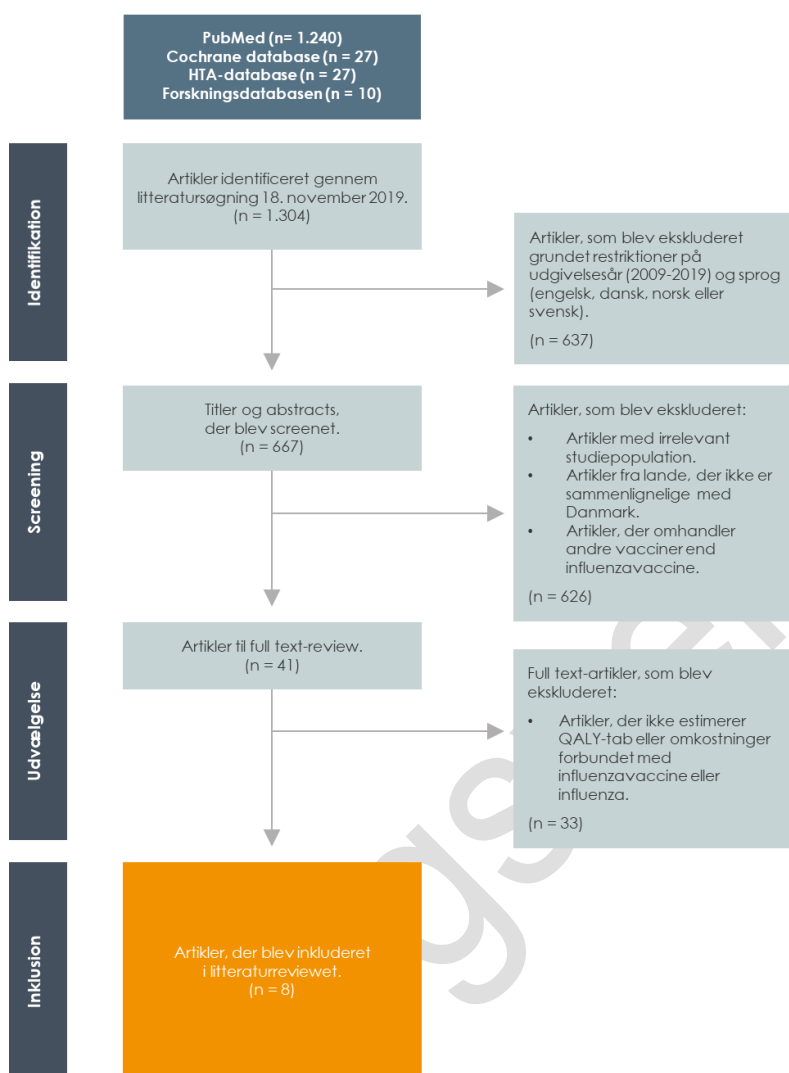 PubMed (n= 1.240)
Cochrane database (n = 27)
HTA-database (n = 27)
Forskningsdatabasen (n = 10)
Identifikation
Artikler identificeret gennem
litteratursøgning 18. november 2019.
(n = 1.304)
Artikler, som blev ekskluderet
grundet restriktioner på
udgivelsesår (2009-2019) og sprog
(engelsk, dansk, norsk eller
svensk).
(n = 637)
Screening
Titler og abstracts,
der blev screenet.
(n = 667)
Artikler, som blev ekskluderet:
• Artikler med irrelevant
studiepopulation.
• Artikler fra lande, der ikke er
sammenlignelige med
Danmark.
• Artikler, der omhandler
andre vacciner end
influenzavaccine.
(n = 626)
Udvælgelse
Artikler til full text-review.
(n = 41)
Full text-artikler, som blev
ekskluderet:
• Artikler, der ikke estimerer
QALY-tab eller omkostninger
forbundet med
influenzavaccine eller
influenza.
(n = 33)
Inklusion
Artikler, der blev inkluderet
i litteraturreviewet.
(n = 8)